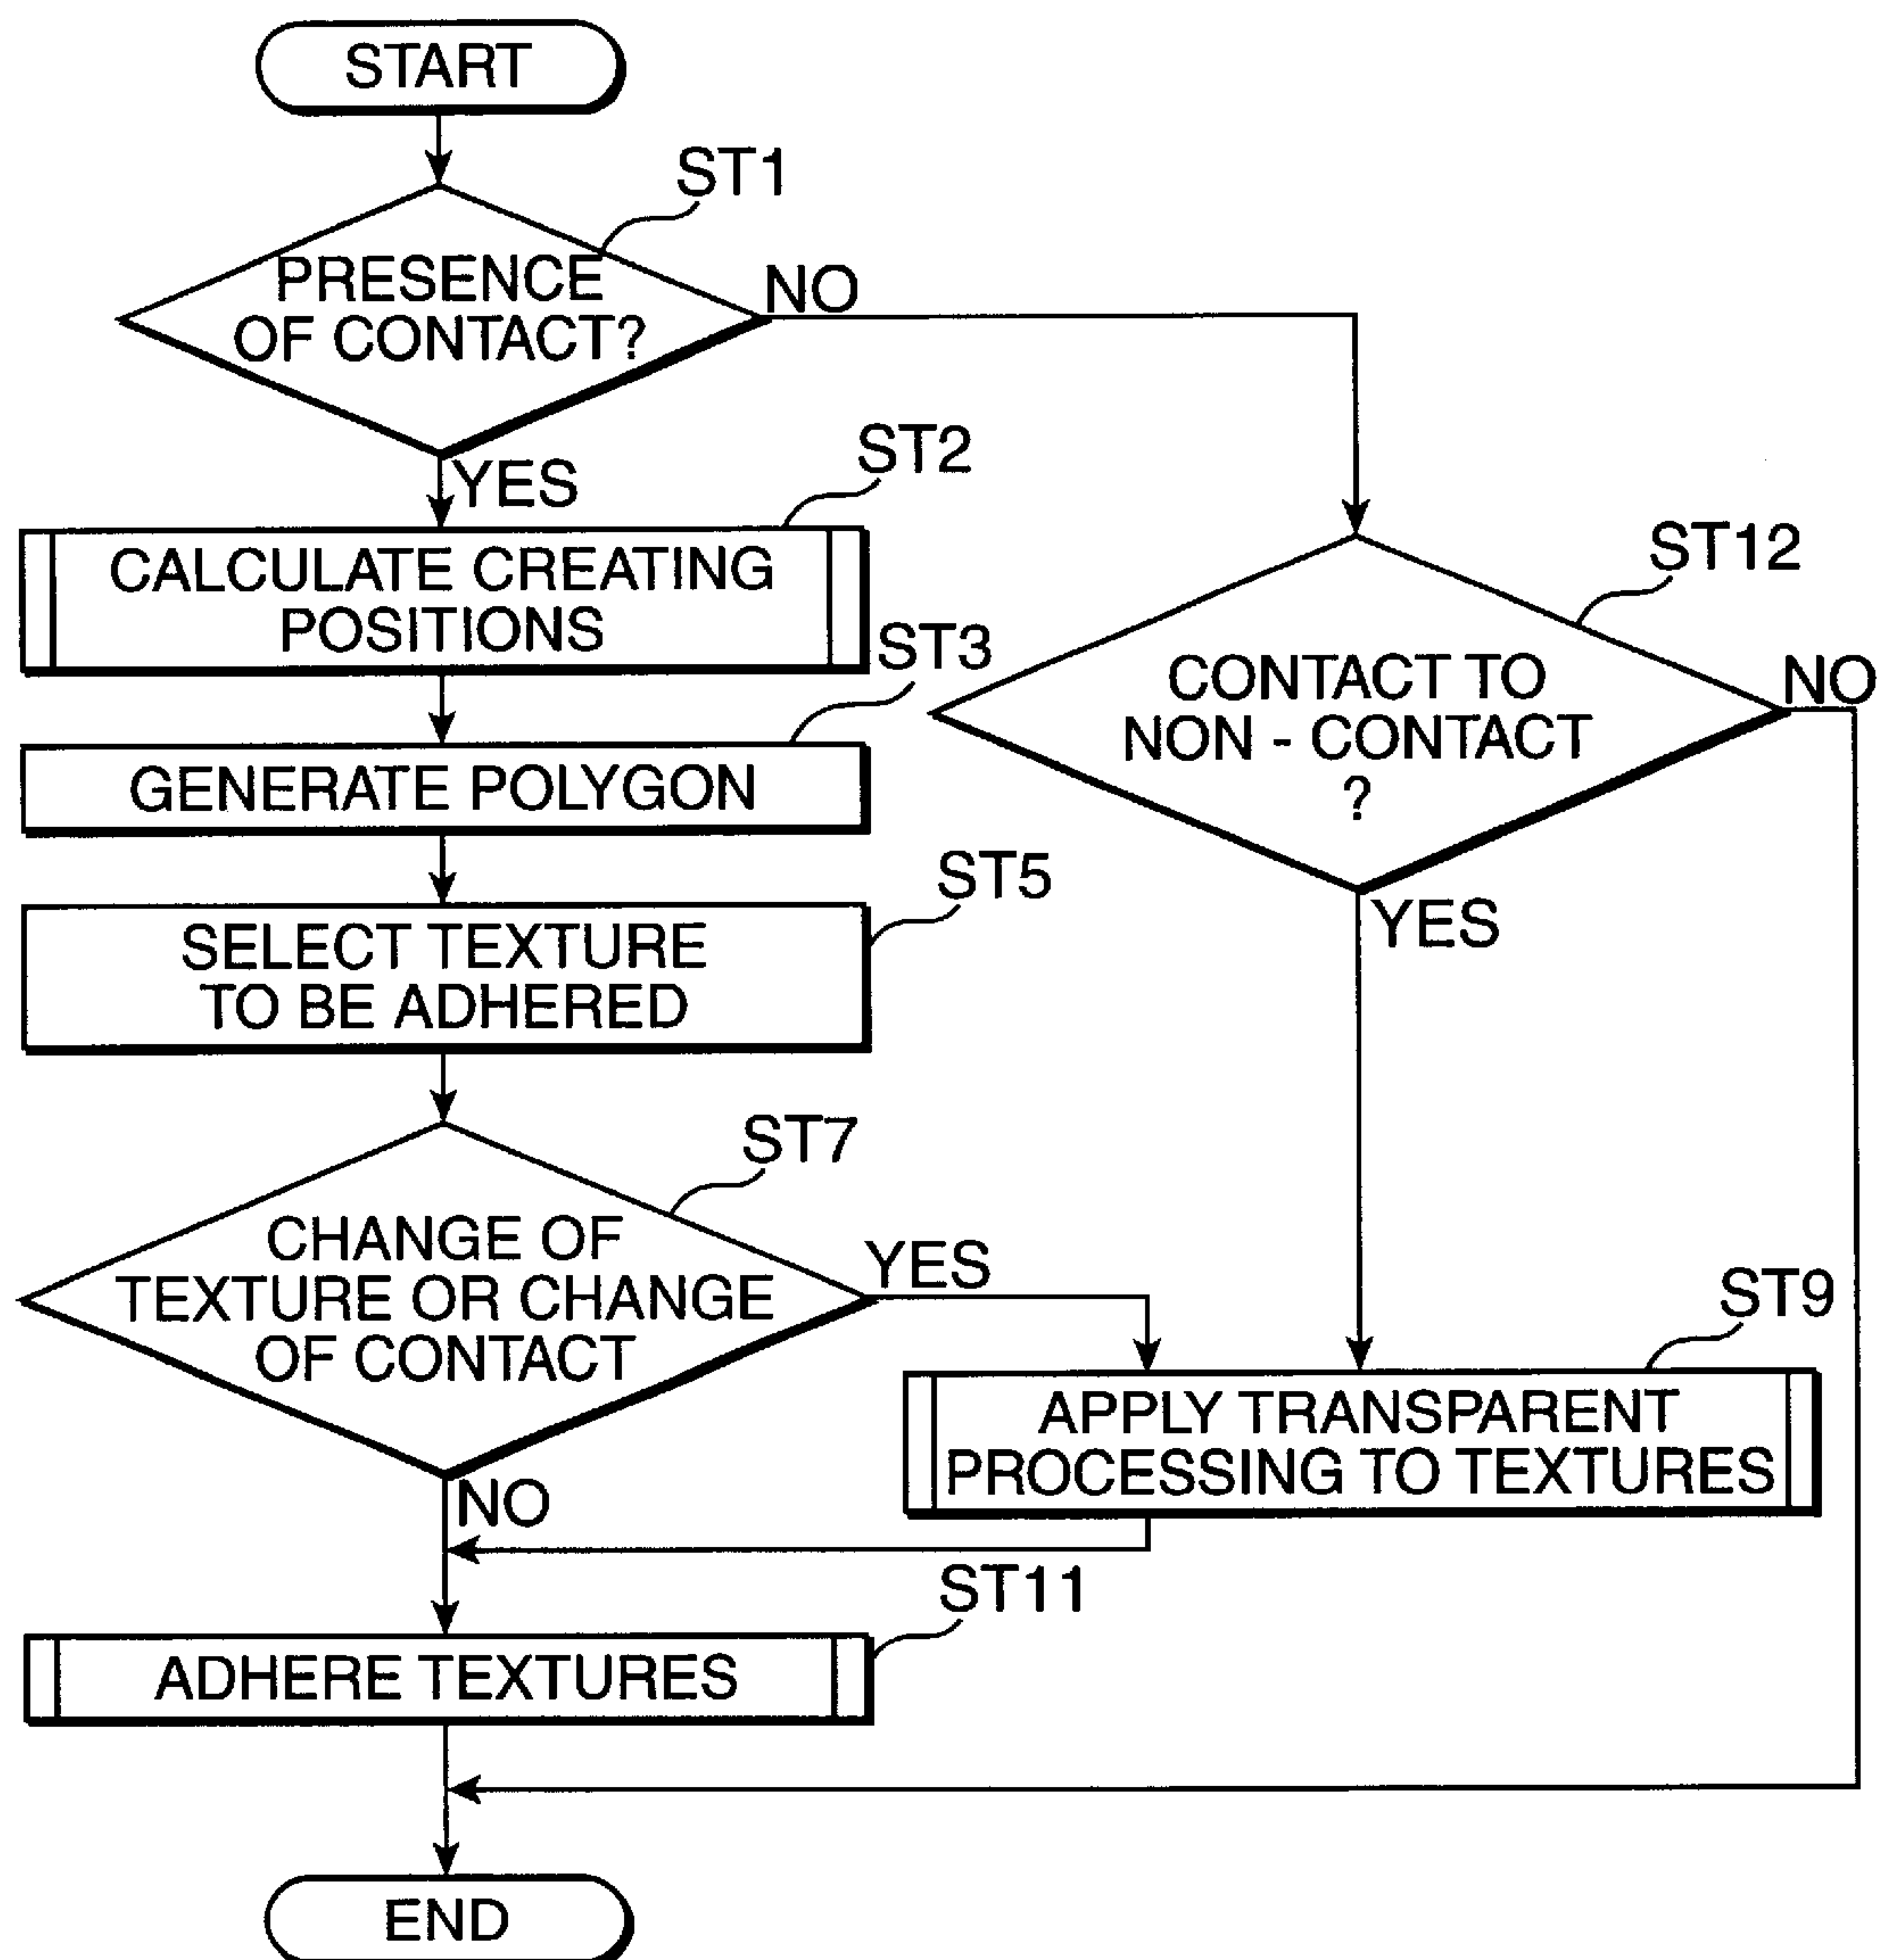 START
ST1
PRESENCE
OF CONTACT?
NO
YES
ST2
CALCULATE CREATING
POSITIONS
ST3
GENERATE POLYGON
ST5
SELECT TEXTURE
TO BE ADHERED
ST12
CONTACT TO
NON - CONTACT
?
NO
YES
ST7
CHANGE OF
TEXTURE OR CHANGE
OF CONTACT
YES
NO
ST9
APPLY TRANSPARENT
PROCESSING TO TEXTURES
ST11
ADHERE TEXTURES
END